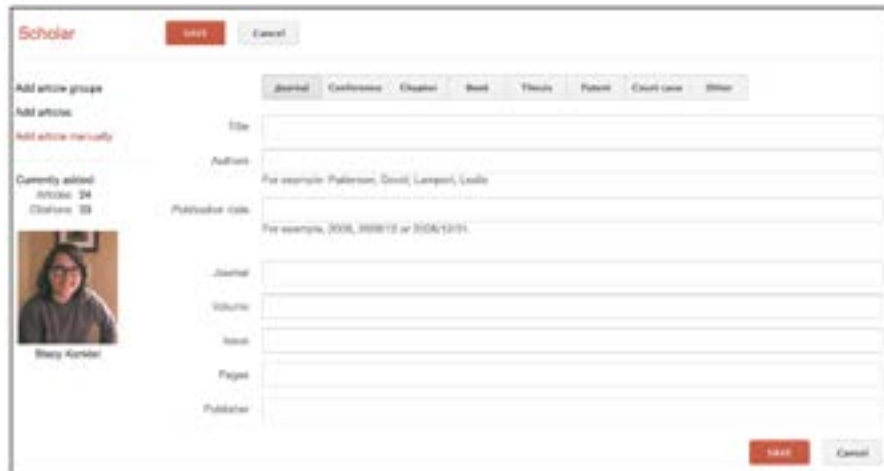 Scholar
SAVE Cancel
Add article groups
Add articles
Add article manually
Currently added
Articles 24
Citations
Journal Conference Chapter Book Thesis Patent Court case Other
Title
Authors
For example: Patterson, David; Lamport, Leslie
Publication date
For example, 2008, 2008/12 or 2008/12/31.
Journal
Volume
Issue
Pages
Publisher
Stacy
SAVE Cancel